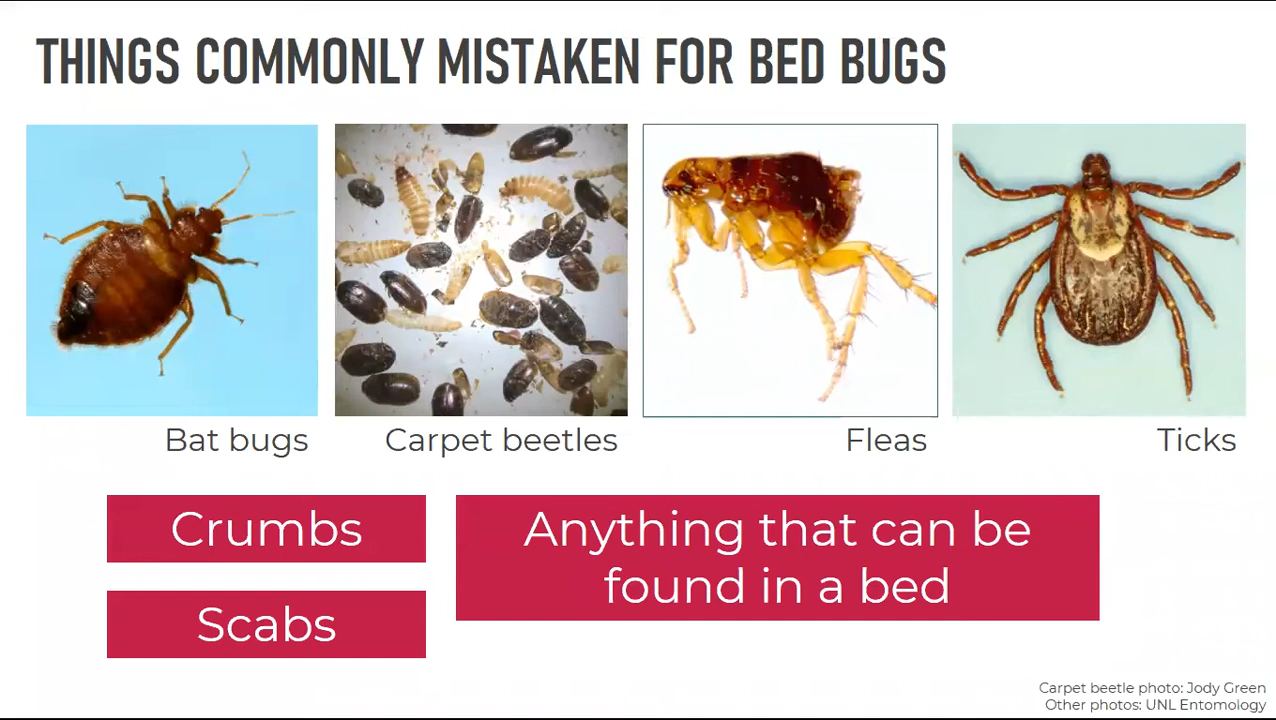 THINGS COMMONLY MISTAKEN FOR BED BUGS
Bat bugs
Carpet beetles
Fleas
Ticks
Crumbs
Scabs
Anything that can be
found in a bed
Carpet beetle photo: Jody Green
Other photos: UNL Entomology